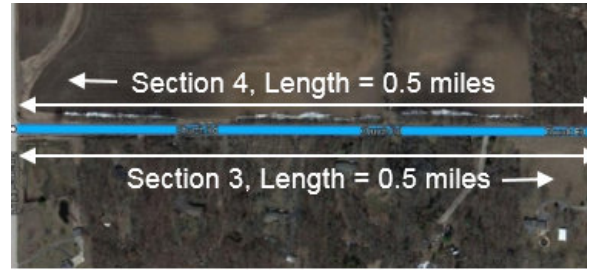 Section 4, Length = 0.5 miles
Section 3, Length = 0.5 miles